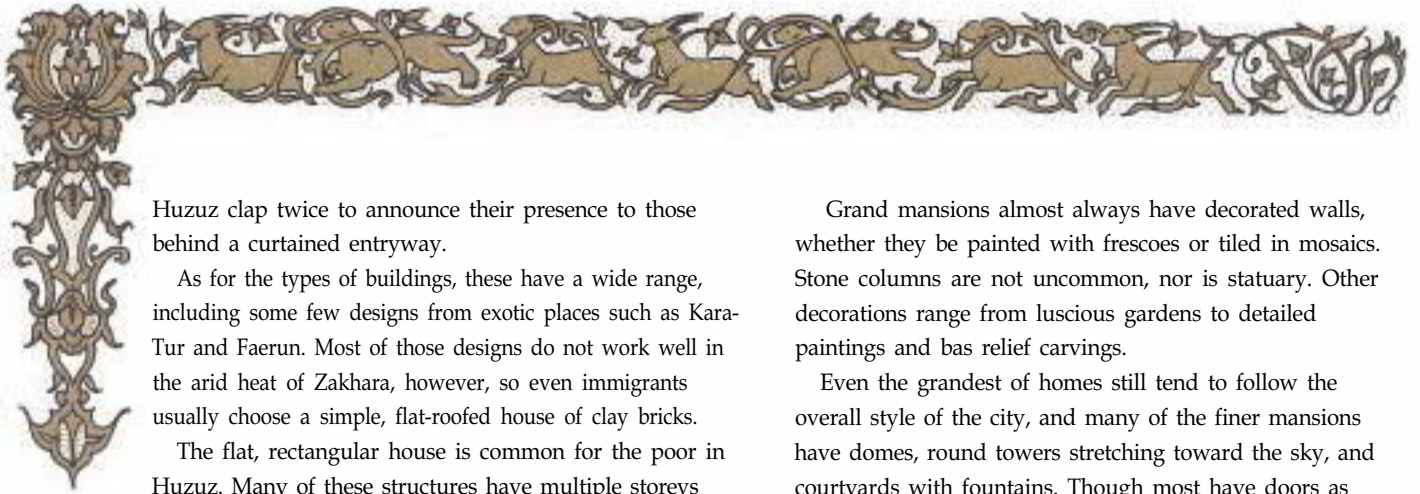 Huzuz clap twice to announce their presence to those
behind a curtained entryway.
As for the types of buildings, these have a wide range,
including some few designs from exotic places such as Kara-
Tur and Faerun. Most of those designs do not work well in
the arid heat of Zakhara, however, so even immigrants
usually choose a simple, flat-roofed house of clay bricks.
The flat, rectangular house is common for the poor in
Huzuz. Many of these structures have multiple storeys
Grand mansions almost always have decorated walls,
whether they be painted with frescoes or tiled in mosaics.
Stone columns are not uncommon, nor is statuary. Other
decorations range from luscious gardens to detailed
paintings and bas relief carvings.
Even the grandest of homes still tend to follow the
overall style of the city, and many of the finer mansions
have domes, round towers stretching toward the sky, and
courtyards with fountains. Though most have doors as